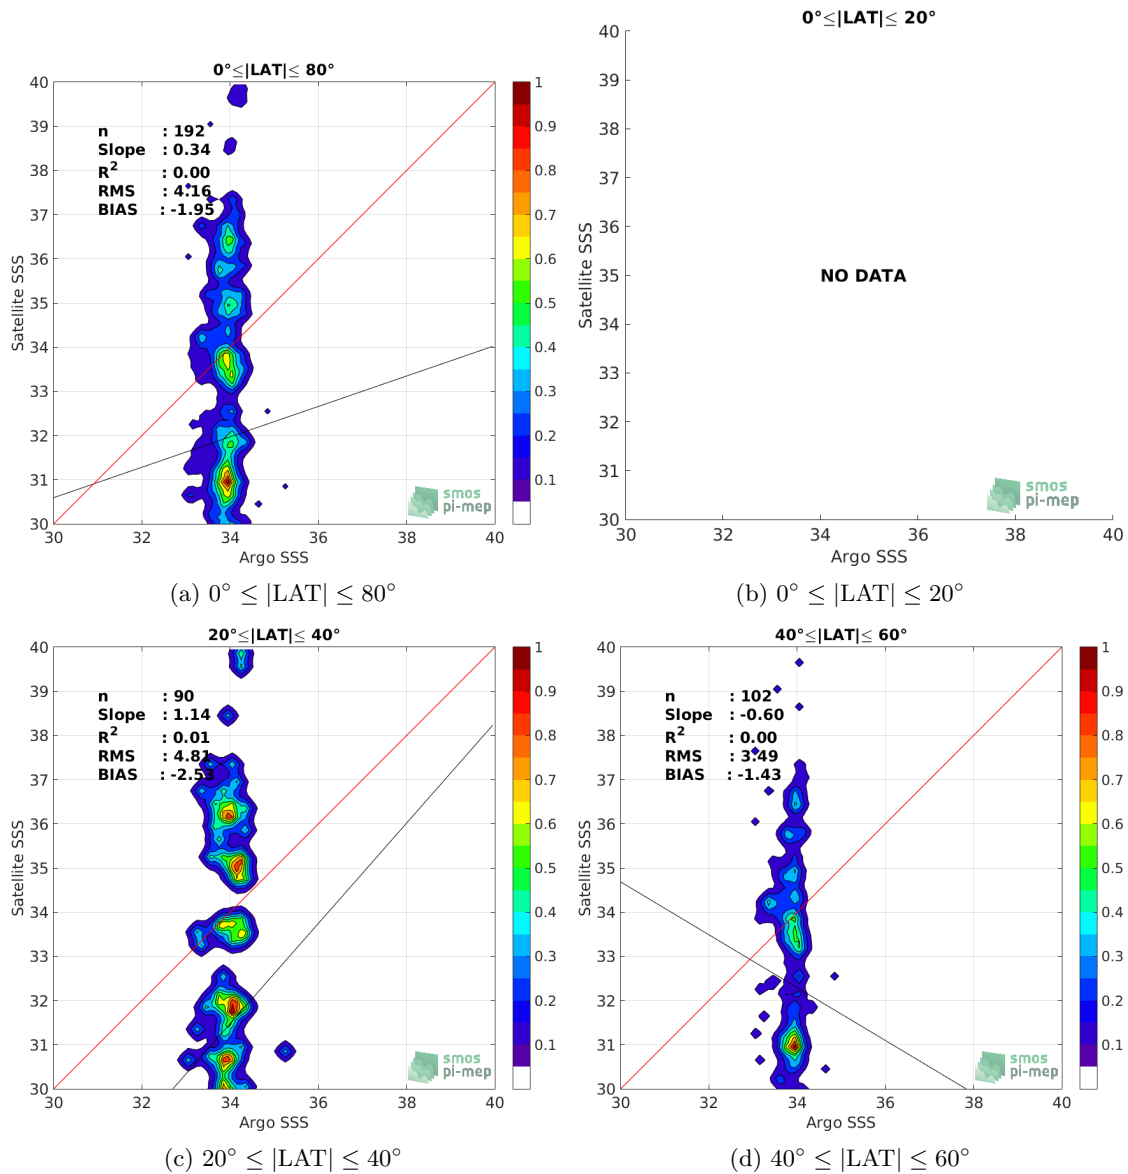 0°≤|LAT|≤ 80°
40
39
38
37
36
35
34
33
32
31
30
Satellite SSS
n : 192
Slope : 0.34
R2 : 0.00
RMS : 4.16
BIAS : -1.95
30 32 34 36 38 40
Argo SSS
1
0.9
0.8
0.7
0.6
0.5
0.4
0.3
0.2
0.1
smos
pi-mep
(a) 0° ≤ |LAT| ≤ 80°
0°≤|LAT|≤ 20°
40
39
38
37
36
35
34
33
32
31
30
Satellite SSS
NO DATA
smos
pi-mep
30 32 34 36 38 40
Argo SSS
(b) 0° ≤ |LAT| ≤ 20°
20°≤|LAT|≤ 40°
40
39
38
37
36
35
34
33
32
31
30
Satellite SSS
n : 90
Slope : 1.14
R2 : 0.01
RMS : 4.81
BIAS : -2.53
30 32 34 36 38 40
Argo SSS
1
0.9
0.8
0.7
0.6
0.5
0.4
0.3
0.2
0.1
smos
pi-mep
(c) 20° ≤ |LAT| ≤ 40°
40°≤|LAT|≤ 60°
40
39
38
37
36
35
34
33
32
31
30
Satellite SSS
n : 102
Slope : -0.60
R2 : 0.00
RMS : 3.49
BIAS : -1.43
30 32 34 36 38 40
Argo SSS
1
0.9
0.8
0.7
0.6
0.5
0.4
0.3
0.2
0.1
smos
pi-mep
(d) 40° ≤ |LAT| ≤ 60°